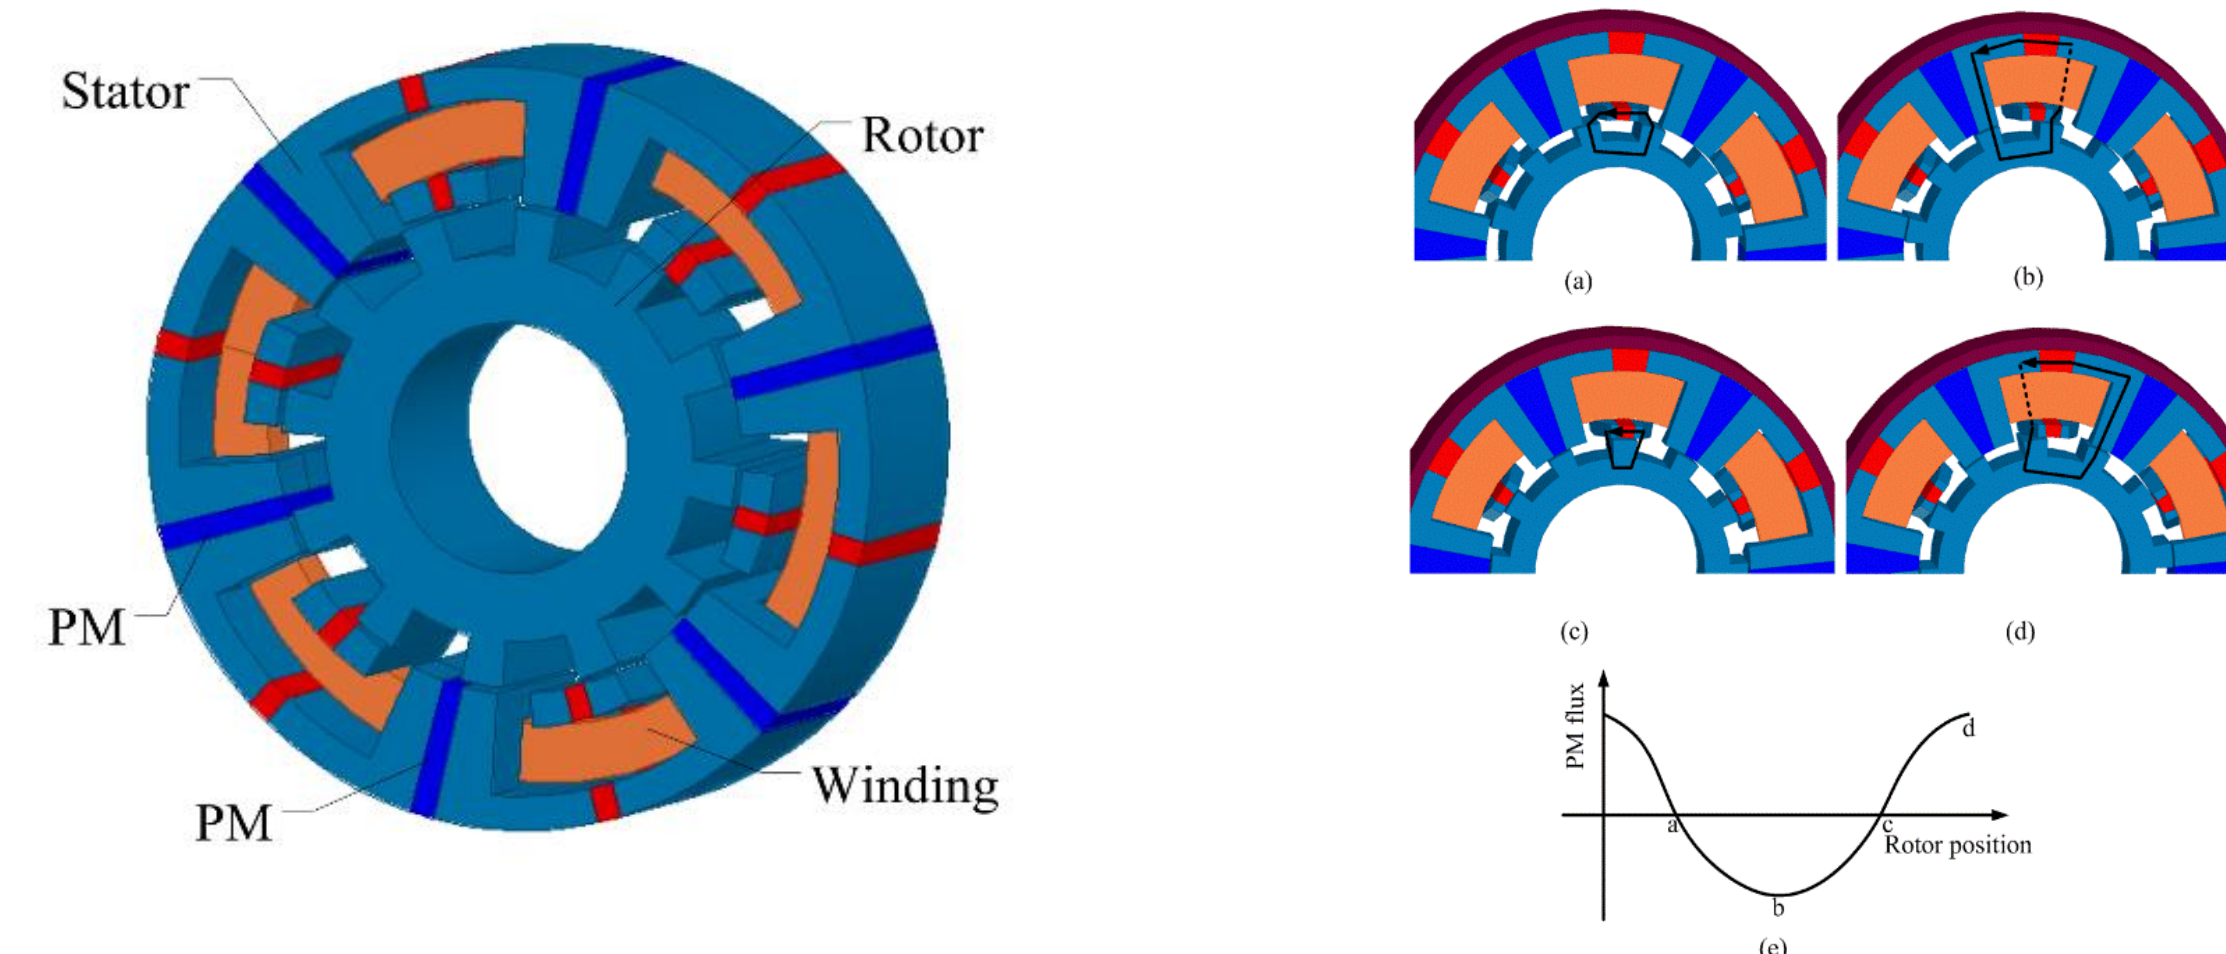 Stator
Rotor
PM
PM
Winding
(a)
(b)
(c)
(d)
PM flux
a
b
c
d
Rotor position
(e)